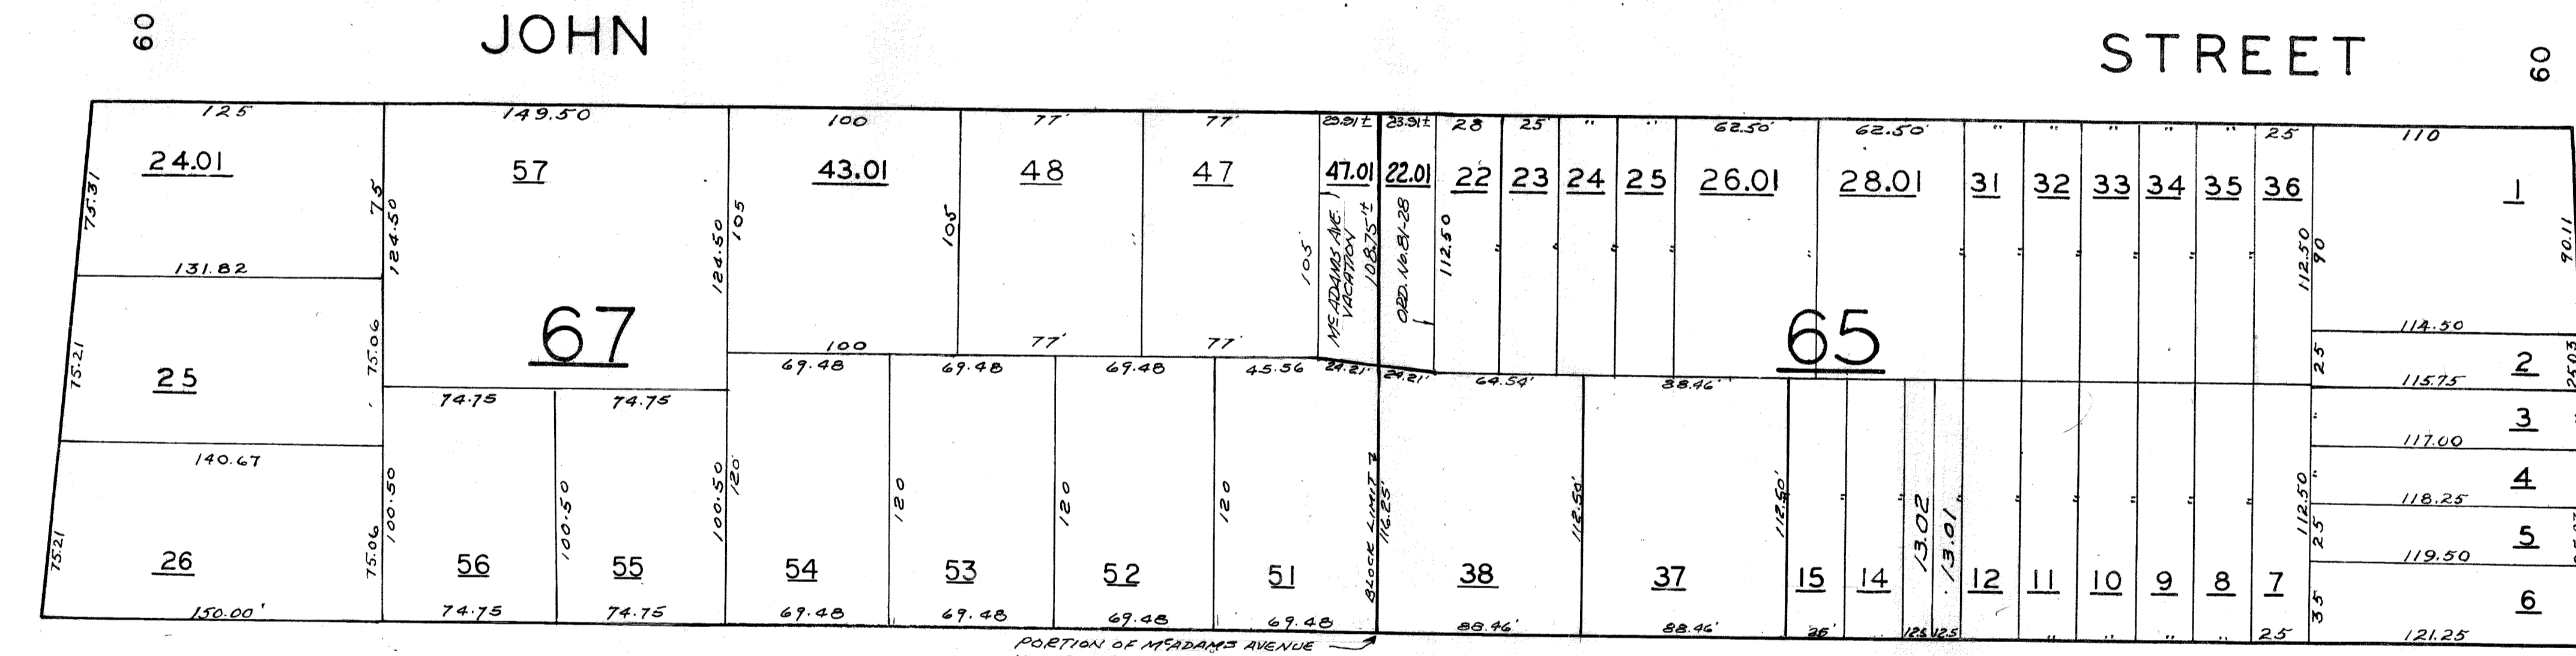 60 JOHN STREET 60
125 149.50 100 77' 77' 23.91± 23.91± 28 25' " " 62.50' 62.50' " " " " " 25 110
24.01 57 43.01 48 47 47.01 22.01 22 23 24 25 26.01 28.01 31 32 33 34 35 36 1
75.31 75 124.50 124.50 105 105 " 105' McADAMS AVE. VACATION 108.75'± ORD. No. 81-28 112.50 " " " " " " " " " " 112.50 90 90.11
131.82
67 65
114.50
75.21 75.06 100 77' 77' 25 2 25.03
25 69.48 69.48 69.48 45.56 24.21' 24.21' 64.54' 88.46' 115.75
74.75 74.75 " 3
117.00
140.67 " 4
100.50 100.50 100.50 120' 120 120 120 BLOCK LIMIT 116.25' 112.50' 112.50' " " " " " " " " 112.50 118.25
75.21 75.06 13.02 13.01 25 5
119.50
26 56 55 54 53 52 51 38 37 15 14 12 11 10 9 8 7 35 6
150.00' 74.75 74.75 69.48 69.48 69.48 69.48 88.46' 88.46' 12.5 12.5 " " " " 25 121.25
PORTION OF McADAMS AVENUE